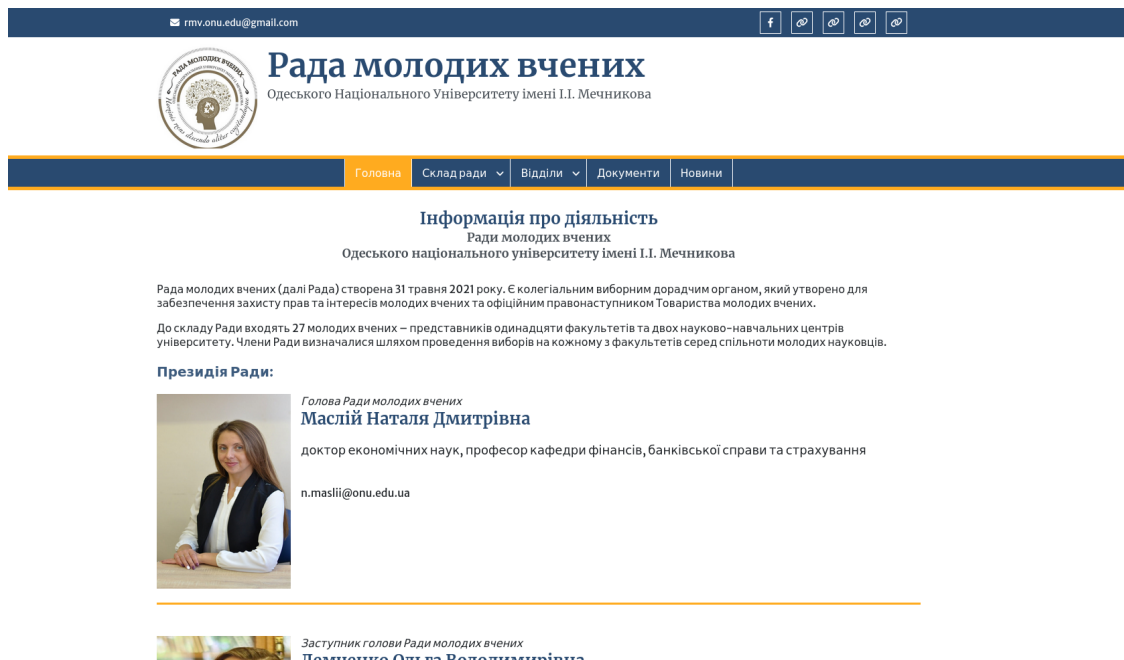 rmv.onu.edu@gmail.com
РАДА МОЛОДИХ ВЧЕНИХ
Рада молодих вчених
Одеського Національного Університету імені І.І. Мечникова
Головна
Склад ради
Відділи
Документи
Новини
Інформація про діяльність
Ради молодих вчених
Одеського національного університету імені І.І. Мечникова
Рада молодих вчених (далі Рада) створена 31 травня 2021 року. Є колегіальним виборним дорадчим органом, який утворено для
забезпечення захисту прав та інтересів молодих вчених та офіційним правонаступником Товариства молодих вчених.
До складу Ради входять 27 молодих вчених – представників одинадцяти факультетів та двох науково-навчальних центрів
університету. Члени Ради визначалися шляхом проведення виборів на кожному з факультетів серед спільноти молодих науковців.
Президія Ради:
Голова Ради молодих вчених
Маслій Наталя Дмитрівна
доктор економічних наук, професор кафедри фінансів, банківської справи та страхування
n.maslii@onu.edu.ua
Заступник голови Ради молодих вчених
Демченко Ольга Володимирівна